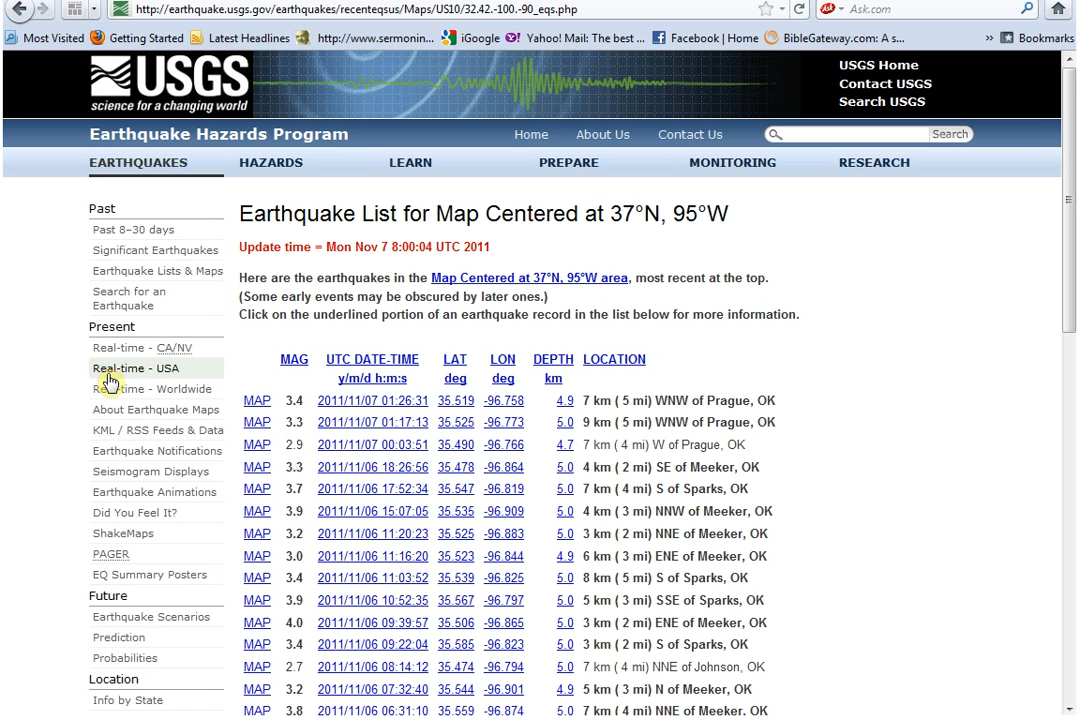 http://earthquake.usgs.gov/earthquakes/recenteqsus/Maps/US10/32.42.-100.-90_eqs.php
Ask Ask.com
Most Visited Getting Started Latest Headlines http://www.sermonin... iGoogle Yahoo! Mail: The best ... Facebook | Home BibleGateway.com: A s... » Bookmarks
USGS
science for a changing world
USGS Home
Contact USGS
Search USGS
Earthquake Hazards Program
Home About Us Contact Us Search
EARTHQUAKES HAZARDS LEARN PREPARE MONITORING RESEARCH
Past
Past 8–30 days
Significant Earthquakes
Earthquake Lists & Maps
Search for an
Earthquake
Present
Real-time - CA/NV
Real-time - USA
Real-time - Worldwide
About Earthquake Maps
KML / RSS Feeds & Data
Earthquake Notifications
Seismogram Displays
Earthquake Animations
Did You Feel It?
ShakeMaps
PAGER
EQ Summary Posters
Future
Earthquake Scenarios
Prediction
Probabilities
Location
Info by State
Earthquake List for Map Centered at 37°N, 95°W
Update time = Mon Nov 7 8:00:04 UTC 2011
Here are the earthquakes in the Map Centered at 37°N, 95°W area, most recent at the top.
(Some early events may be obscured by later ones.)
Click on the underlined portion of an earthquake record in the list below for more information.
MAG UTC DATE-TIME LAT LON DEPTH LOCATION
y/m/d h:m:s deg deg km
MAP 3.4 2011/11/07 01:26:31 35.519 -96.758 4.9 7 km ( 5 mi) WNW of Prague, OK
MAP 3.3 2011/11/07 01:17:13 35.525 -96.773 5.0 9 km ( 5 mi) WNW of Prague, OK
MAP 2.9 2011/11/07 00:03:51 35.490 -96.766 4.7 7 km ( 4 mi) W of Prague, OK
MAP 3.3 2011/11/06 18:26:56 35.478 -96.864 5.0 4 km ( 2 mi) SE of Meeker, OK
MAP 3.7 2011/11/06 17:52:34 35.547 -96.819 5.0 7 km ( 4 mi) S of Sparks, OK
MAP 3.9 2011/11/06 15:07:05 35.535 -96.909 5.0 4 km ( 3 mi) NNW of Meeker, OK
MAP 3.2 2011/11/06 11:20:23 35.525 -96.883 5.0 3 km ( 2 mi) NNE of Meeker, OK
MAP 3.0 2011/11/06 11:16:20 35.523 -96.844 4.9 6 km ( 3 mi) ENE of Meeker, OK
MAP 3.4 2011/11/06 11:03:52 35.539 -96.825 5.0 8 km ( 5 mi) S of Sparks, OK
MAP 3.9 2011/11/06 10:52:35 35.567 -96.797 5.0 5 km ( 3 mi) SSE of Sparks, OK
MAP 4.0 2011/11/06 09:39:57 35.506 -96.865 5.0 3 km ( 2 mi) ENE of Meeker, OK
MAP 3.4 2011/11/06 09:22:04 35.585 -96.823 5.0 3 km ( 2 mi) S of Sparks, OK
MAP 2.7 2011/11/06 08:14:12 35.474 -96.794 5.0 7 km ( 4 mi) NNE of Johnson, OK
MAP 3.2 2011/11/06 07:32:40 35.544 -96.901 4.9 5 km ( 3 mi) N of Meeker, OK
MAP 3.8 2011/11/06 06:31:10 35.559 -96.874 5.0 7 km ( 4 mi) NNE of Meeker, OK